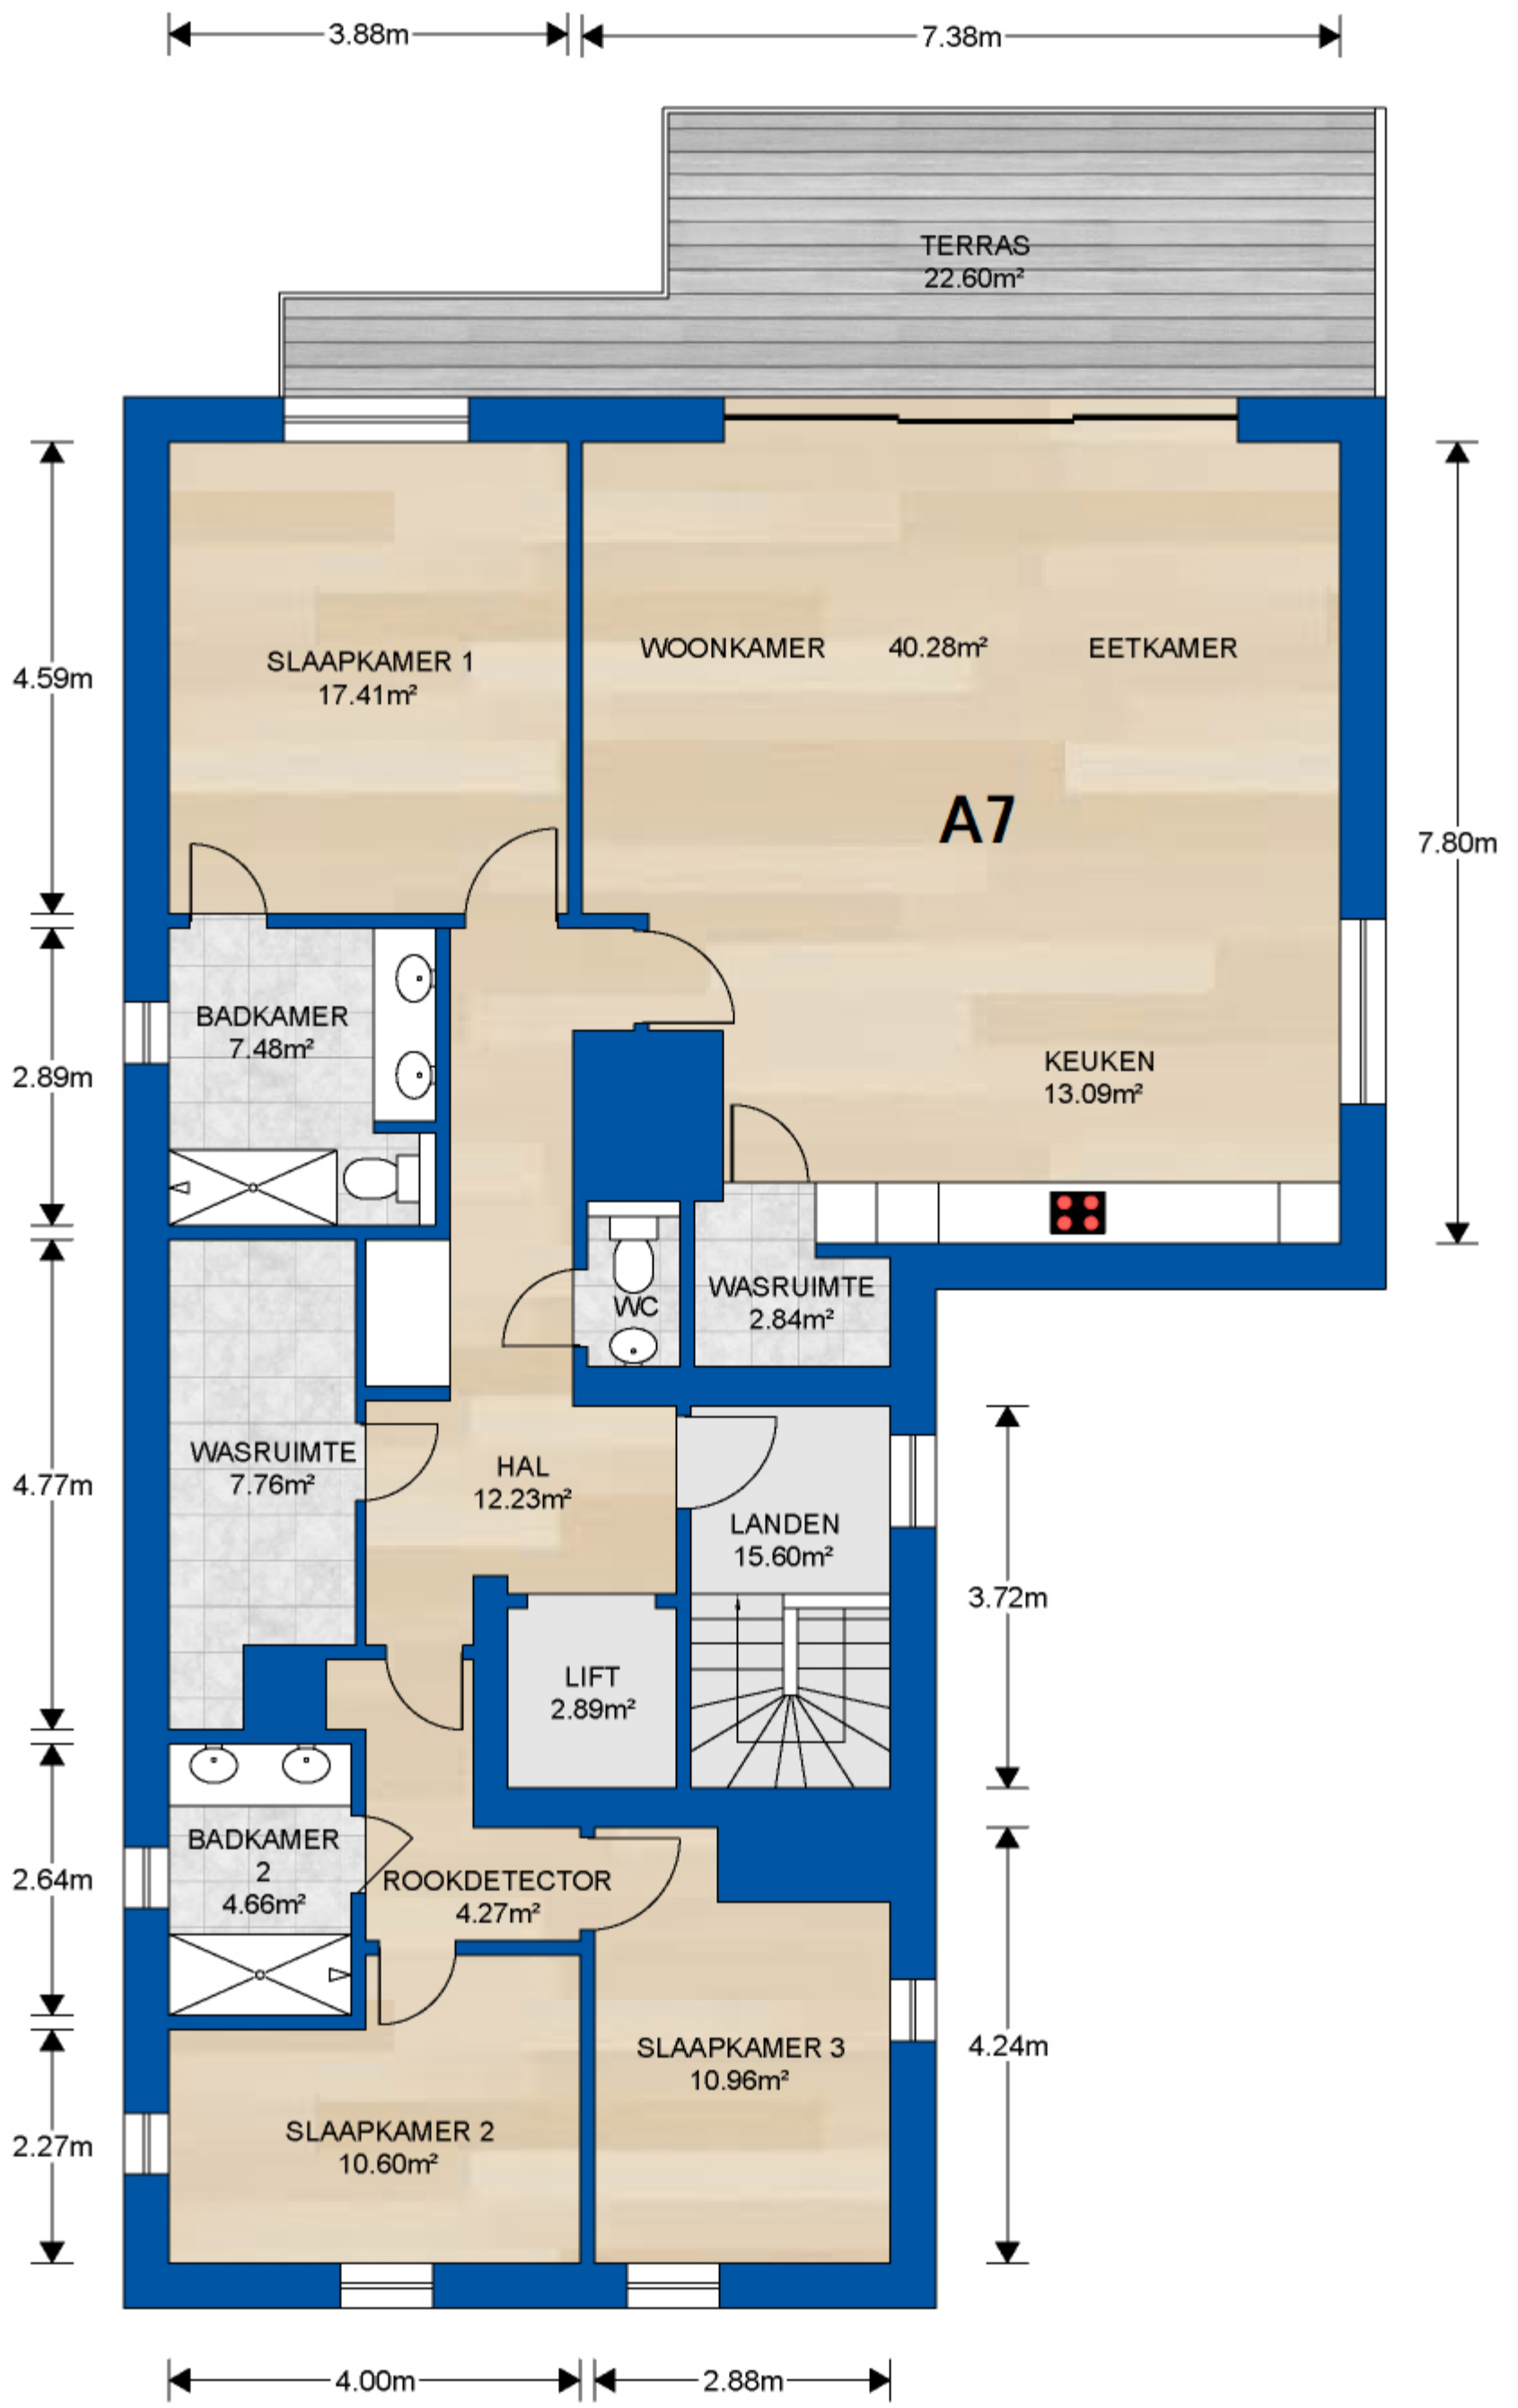 3.88m
7.38m
TERRAS
22.60m²
SLAAPKAMER 1
17.41m²
WOONKAMER 40.28m² EETKAMER
4.59m
A7
7.80m
BADKAMER
7.48m²
2.89m
KEUKEN
13.09m²
WC
WASRUIMTE
2.84m²
WASRUIMTE
7.76m²
4.77m
HAL
12.23m²
LANDEN
15.60m²
3.72m
LIFT
2.89m²
BADKAMER
2
4.66m²
2.64m
ROOKDETECTOR
4.27m²
SLAAPKAMER 3
10.96m²
4.24m
SLAAPKAMER 2
10.60m²
2.27m
4.00m
2.88m